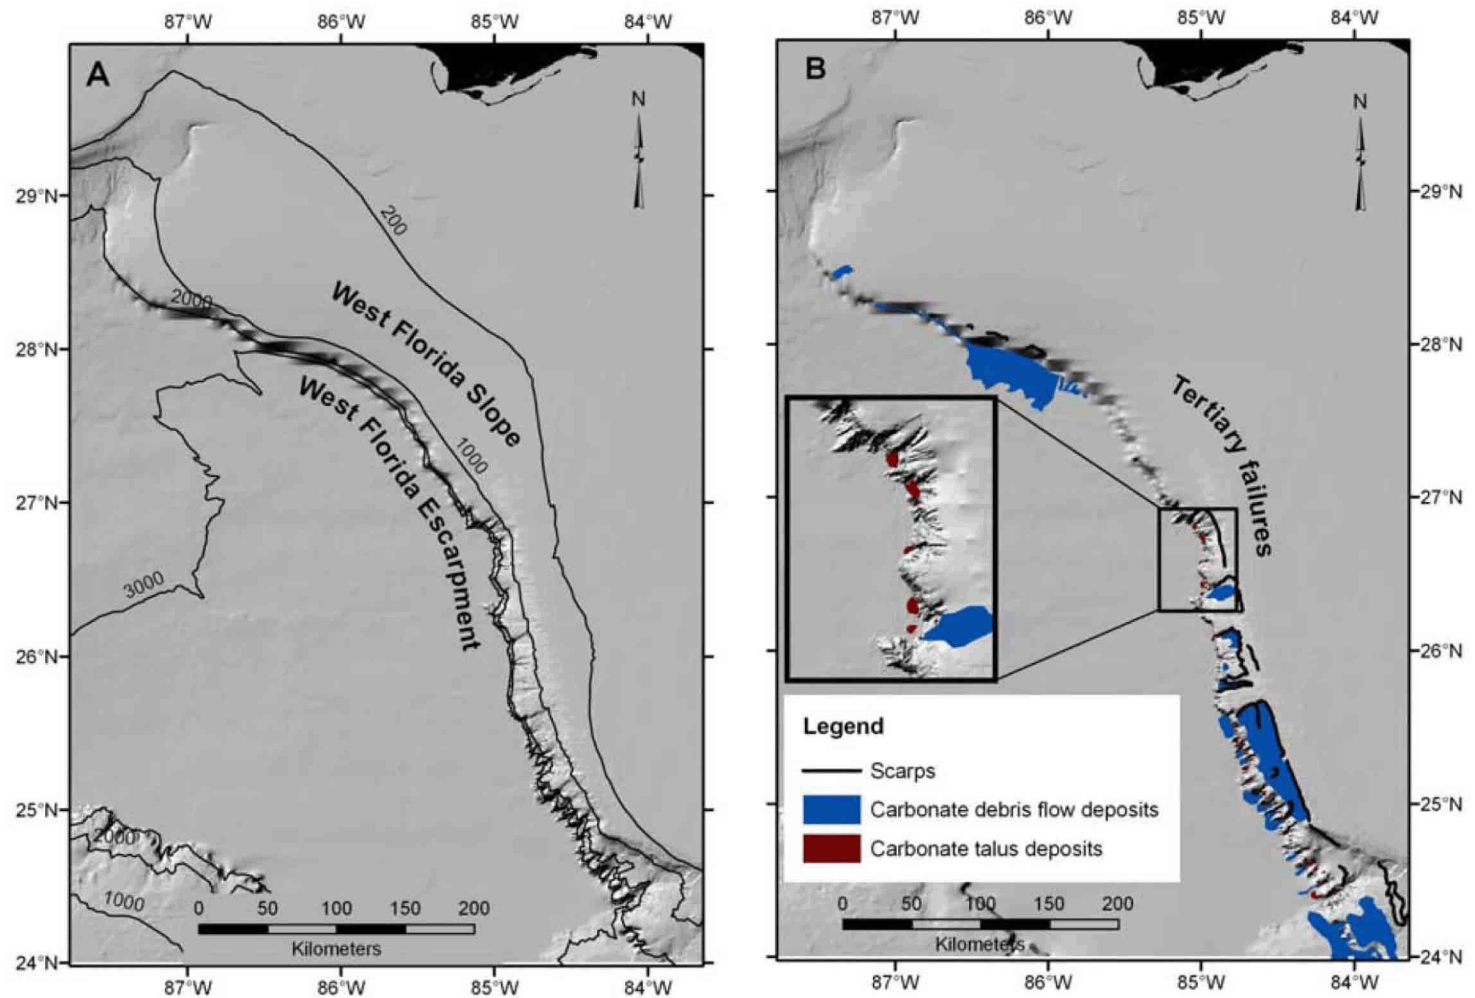 87°W 86°W 85°W 84°W
A
N
29°N
200
2000
West Florida Slope
28°N
West Florida Escarpment
1000
27°N
3000
26°N
25°N
2000
1000
0 50 100 150 200
Kilometers
24°N
87°W 86°W 85°W 84°W
87°W 86°W 85°W 84°W
B
N
29°N
28°N
Tertiary failures
27°N
26°N
Legend
Scarps
Carbonate debris flow deposits
Carbonate talus deposits
25°N
0 50 100 150 200
Kilometers
24°N
87°W 86°W 85°W 84°W